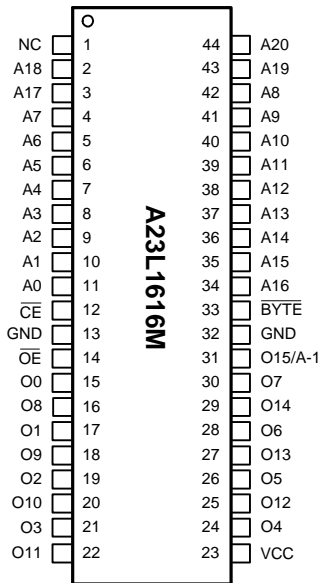 NC 1 44 A20
A18 2 43 A19
A17 3 42 A8
A7 4 41 A9
A6 5 40 A10
A5 6 39 A11
A4 7 38 A12
A3 8 37 A13
A2 9 36 A14
A1 10 35 A15
A0 11 34 A16
CE 12 33 BYTE
GND 13 32 GND
OE 14 31 O15/A-1
O0 15 30 O7
O8 16 29 O14
O1 17 28 O6
O9 18 27 O13
O2 19 26 O5
O10 20 25 O12
O3 21 24 O4
O11 22 23 VCC
A23L1616M